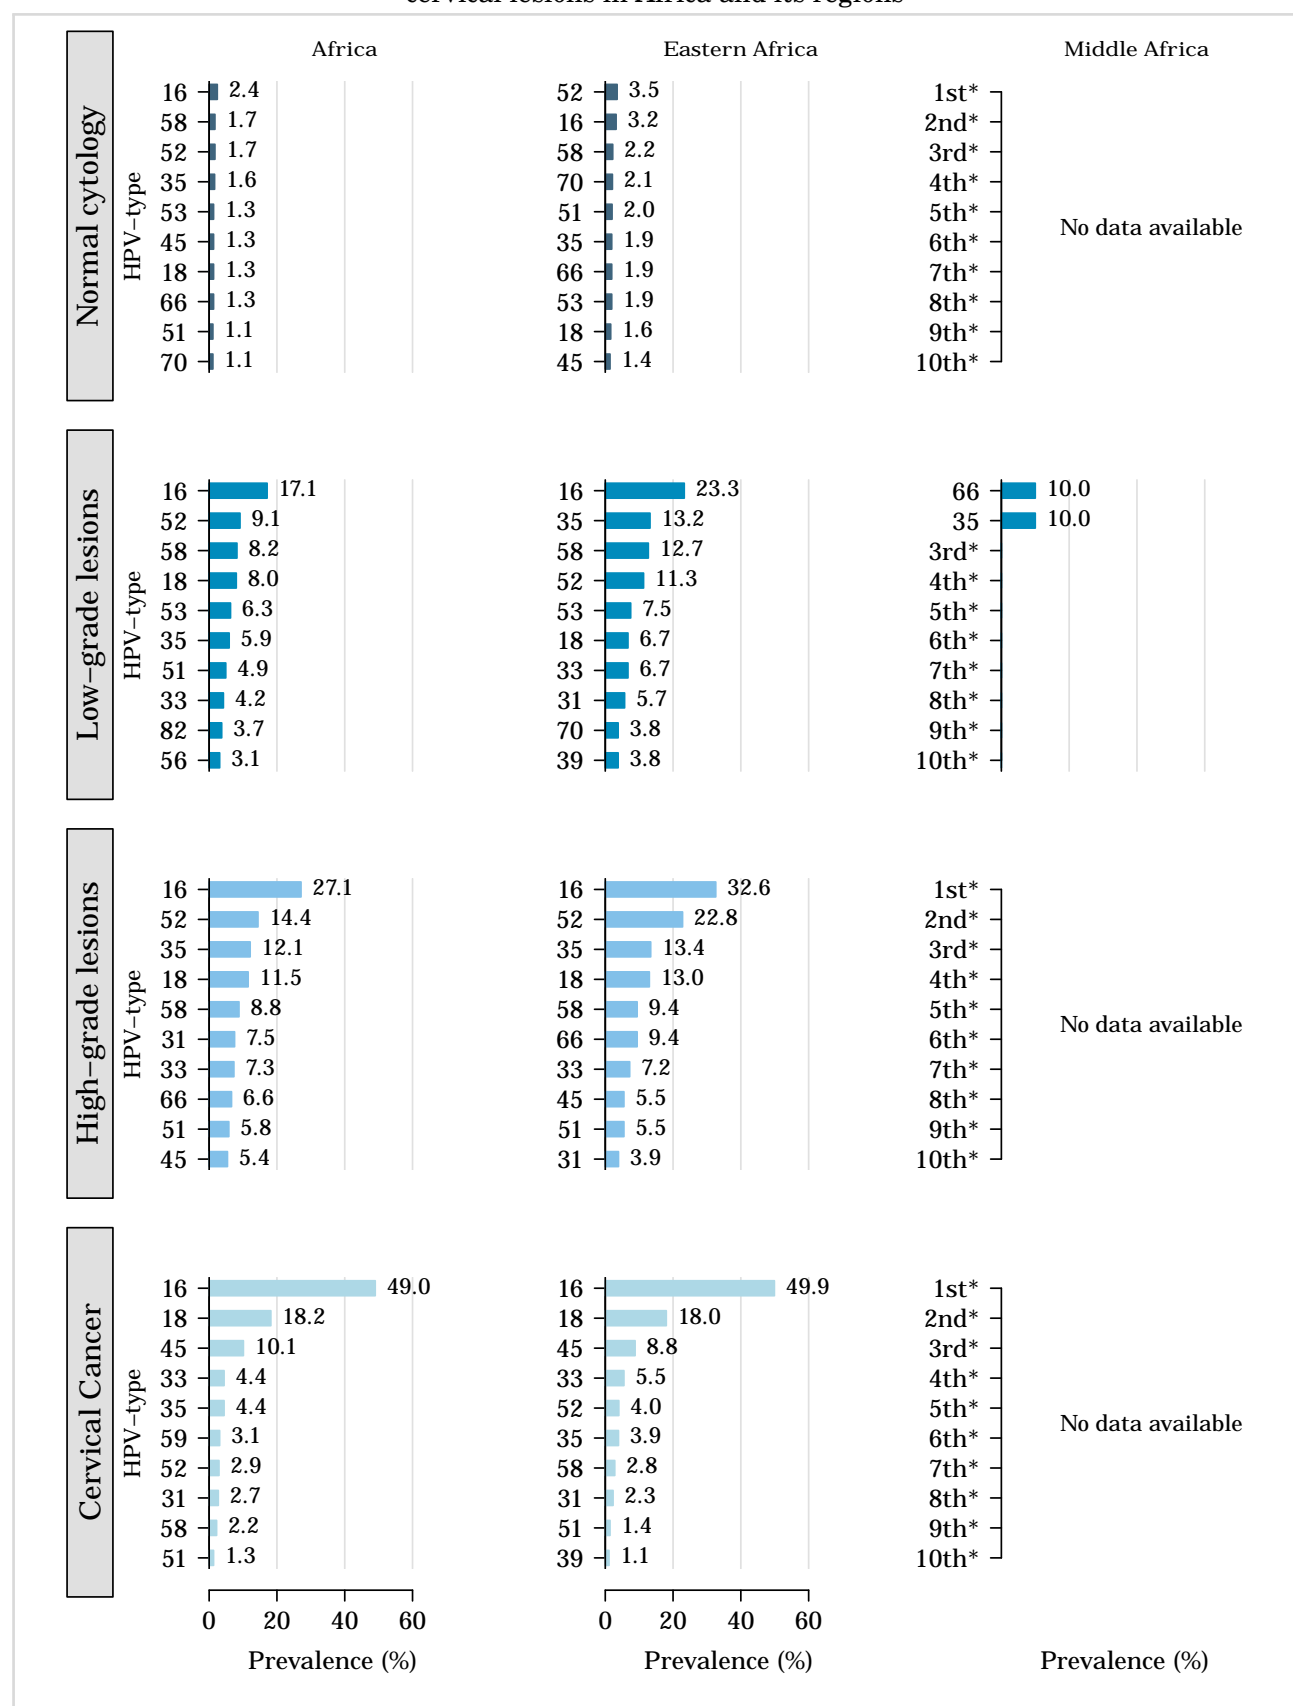 cervical lesions in Africa and its regions
Africa Eastern Africa Middle Africa
Normal cytology
HPV−type
16 2.4 52 3.5 1st*
58 1.7 16 3.2 2nd*
52 1.7 58 2.2 3rd*
35 1.6 70 2.1 4th*
53 1.3 51 2.0 5th*
No data available
45 1.3 35 1.9 6th*
18 1.3 66 1.9 7th*
66 1.3 53 1.9 8th*
51 1.1 18 1.6 9th*
70 1.1 45 1.4 10th*
Low−grade lesions
HPV−type
16 17.1 16 23.3 66 10.0
52 9.1 35 13.2 35 10.0
58 8.2 58 12.7 3rd*
18 8.0 52 11.3 4th*
53 6.3 53 7.5 5th*
35 5.9 18 6.7 6th*
51 4.9 33 6.7 7th*
33 4.2 31 5.7 8th*
82 3.7 70 3.8 9th*
56 3.1 39 3.8 10th*
High−grade lesions
HPV−type
16 27.1 16 32.6 1st*
52 14.4 52 22.8 2nd*
35 12.1 35 13.4 3rd*
18 11.5 18 13.0 4th*
58 8.8 58 9.4 5th*
No data available
31 7.5 66 9.4 6th*
33 7.3 33 7.2 7th*
66 6.6 45 5.5 8th*
51 5.8 51 5.5 9th*
45 5.4 31 3.9 10th*
Cervical Cancer
HPV−type
16 49.0 16 49.9 1st*
18 18.2 18 18.0 2nd*
45 10.1 45 8.8 3rd*
33 4.4 33 5.5 4th*
35 4.4 52 4.0 5th*
No data available
59 3.1 35 3.9 6th*
52 2.9 58 2.8 7th*
31 2.7 31 2.3 8th*
58 2.2 51 1.4 9th*
51 1.3 39 1.1 10th*
0 20 40 60 0 20 40 60
Prevalence (%) Prevalence (%) Prevalence (%)